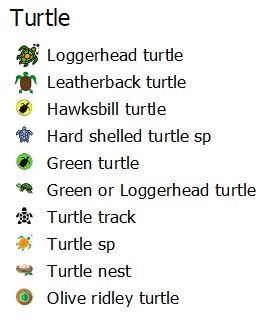 Turtle
Loggerhead turtle
Leatherback turtle
Hawksbill turtle
Hard shelled turtle sp
Green turtle
Green or Loggerhead turtle
Turtle track
Turtle sp
Turtle nest
Olive ridley turtle